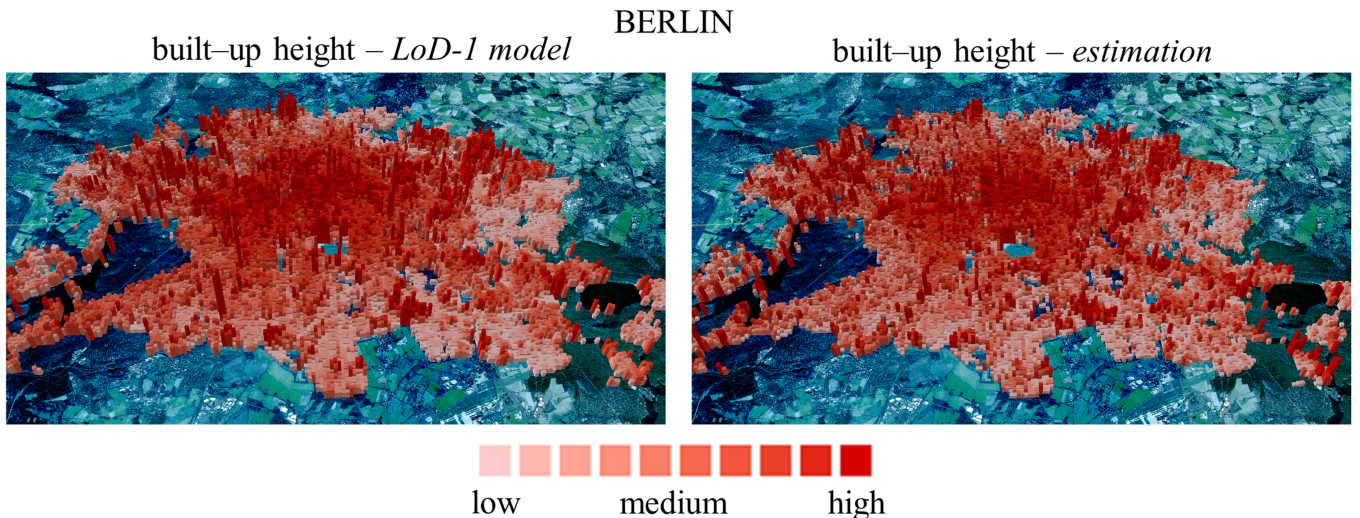 BERLIN
built–up height – LoD-1 model
built–up height – estimation
low medium high